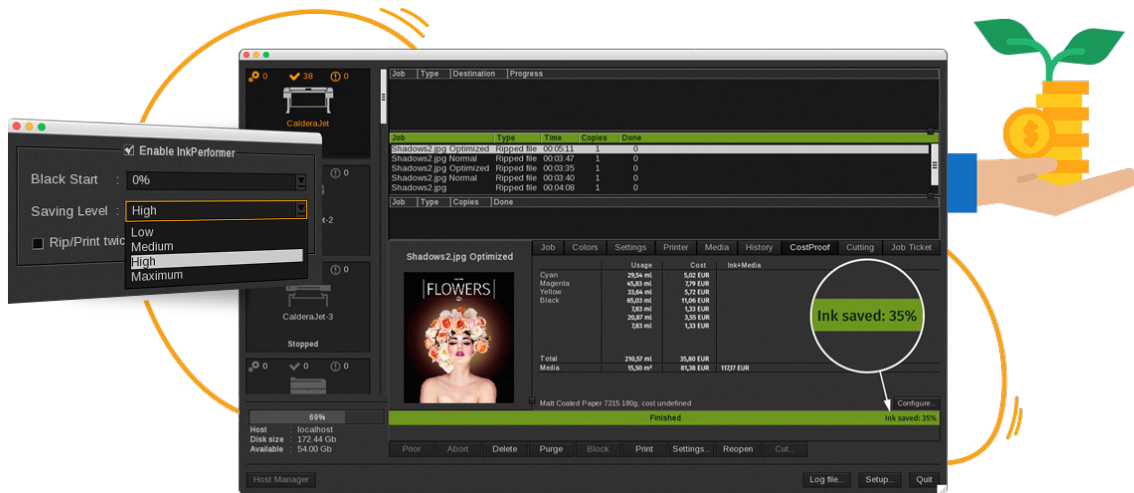 Enable InkPerformer
Black Start : 0%
Saving Level : High
Low
Medium
High
Maximum
Rip/Print twic
0 38 0
CalderaJet
0
t-2
0
CalderaJet-3
Stopped
0 0 0
69%
Host : localhost
Disk size : 172.44 Gb
Available : 54.00 Gb
Host Manager
Job Type Destination Progress
Job Type Time Copies Done
Shadows2.jpg Optimized Ripped file 00:05:11 1 0
Shadows2.jpg Normal Ripped file 00:03:47 1 0
Shadows2.jpg Optimized Ripped file 00:03:35 1 0
Shadows2.jpg Normal Ripped file 00:03:40 1 0
Shadows2.jpg Ripped file 00:04:08 1 0
Job Type Copies Done
Shadows2.jpg Optimized
FLOWERS
Job Colors Settings Printer Media History CostProof Cutting Job Ticket
Usage Cost Ink+Media
Cyan 29,54 ml 5,02 EUR
Magenta 45,83 ml 7,79 EUR
Yellow 33,64 ml 5,72 EUR
Black 65,03 ml 11,06 EUR
7,83 ml 1,33 EUR
20,87 ml 3,55 EUR
7,83 ml 1,33 EUR
Total 210,57 ml 35,80 EUR
Media 15,50 m² 81,38 EUR 117,17 EUR
Ink saved: 35%
Matt Coated Paper 7215 180g, cost undefined Configure...
Finished Ink saved: 35%
Prior Abort Delete Purge Block Print Settings... Reopen Cut...
Log file... Setup... Quit